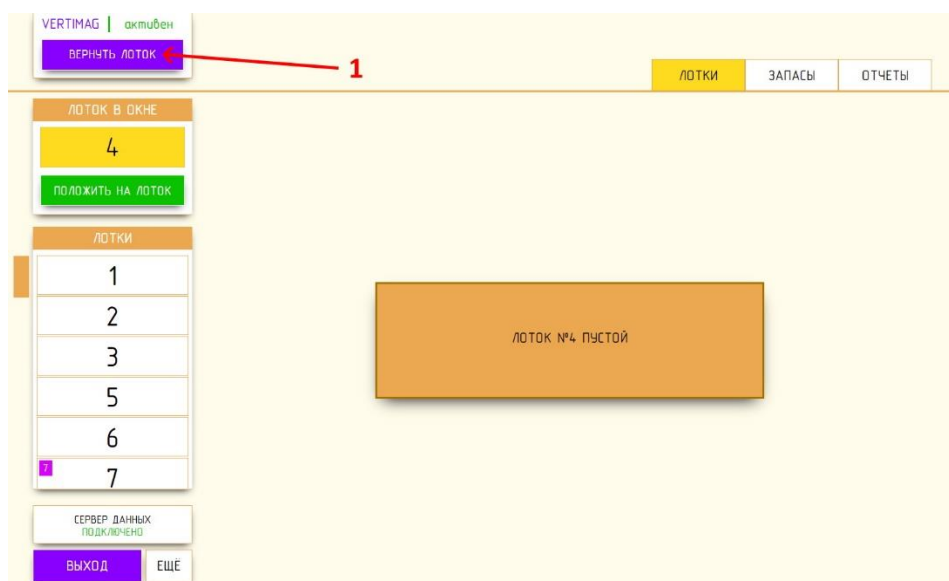 VERTIMAG | активен
ВЕРНУТЬ ЛОТОК
1
ЛОТКИ ЗАПАСЫ ОТЧЕТЫ
ЛОТОК В ОКНЕ
4
ПОЛОЖИТЬ НА ЛОТОК
ЛОТКИ
1
2
3
5
6
7
7
ЛОТОК №4 ПУСТОЙ
СЕРВЕР ДАННЫХ
ПОДКЛЮЧЕНО
ВЫХОД ЕЩЁ